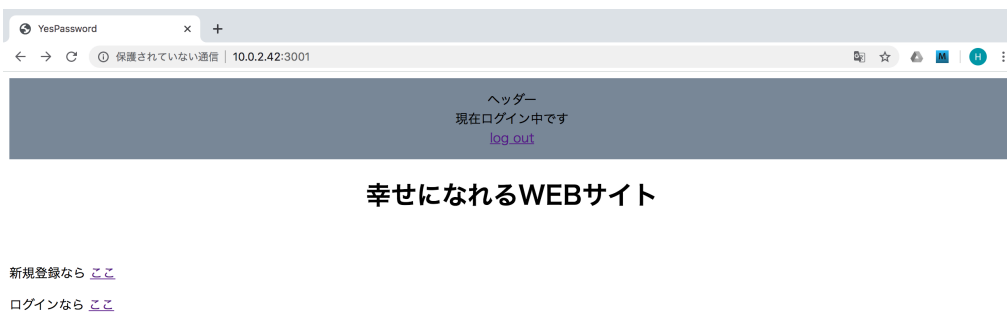 YesPassword
保護されていない通信 10.0.2.42:3001
M
H
ヘッダー
現在ログイン中です
log out
幸せになれるWEBサイト
新規登録なら ここ
ログインなら ここ